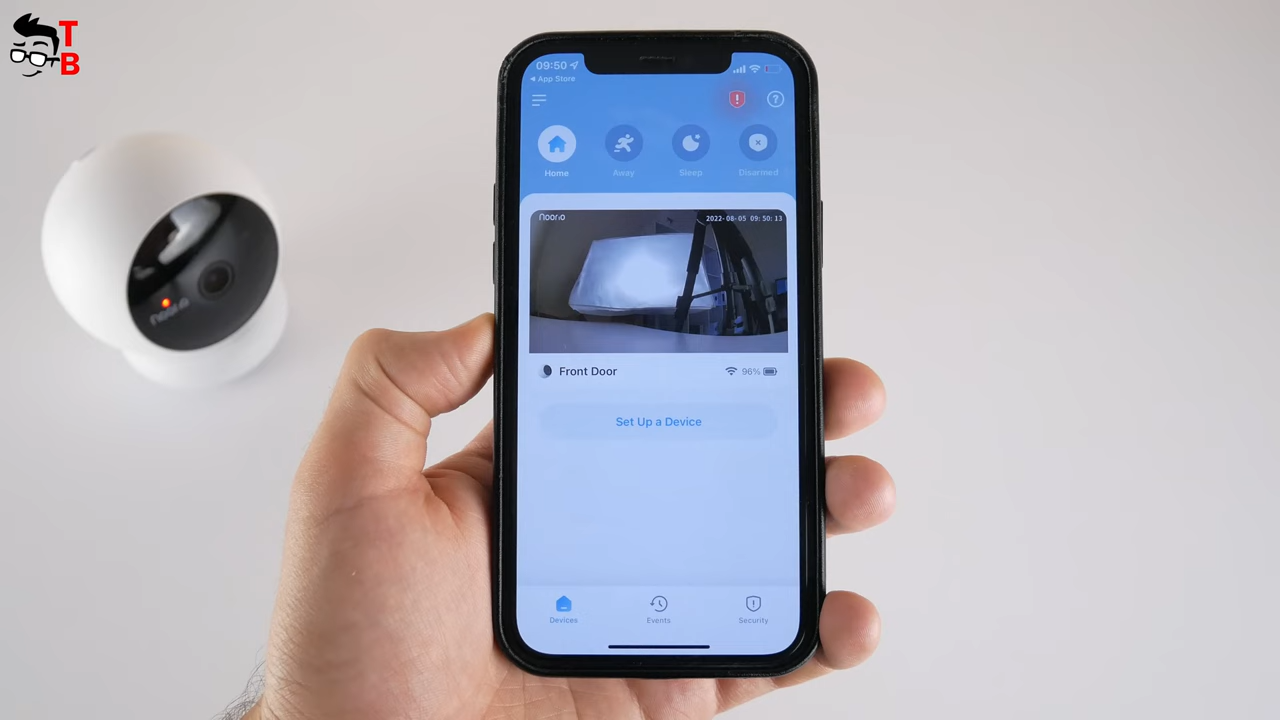 T
B
09:50
App Store
Home
Away
Sleep
Disarmed
noorio
2022-08-05 09:50:13
Front Door
96%
Set Up a Device
Devices
Events
Security
noorio